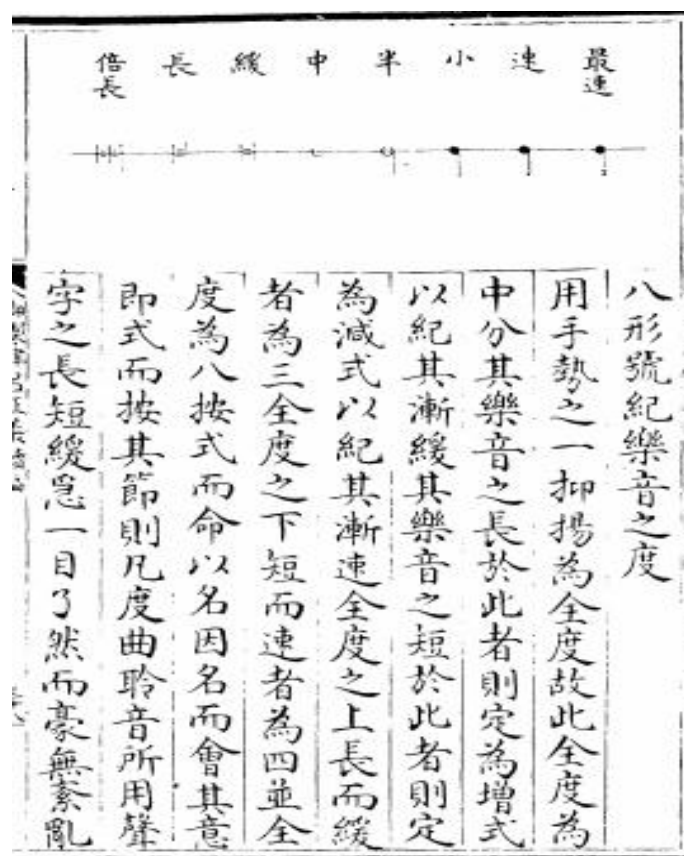 最速 速 小 半 中 緩 長 倍長
八形號紀樂音之度
用手勢之一抑揚為全度故此全度為
中分其樂音之長於此者則定為增式
以紀其漸緩其樂音之短於此者則定
為減式以紀其漸速全度之上長而緩
者為三全度之下短而速者為四並全
度為八按式而命以名因名而會其意
即式而按其節則凡度曲聆音所用聲
字之長短緩急一目了然而豪無紊亂